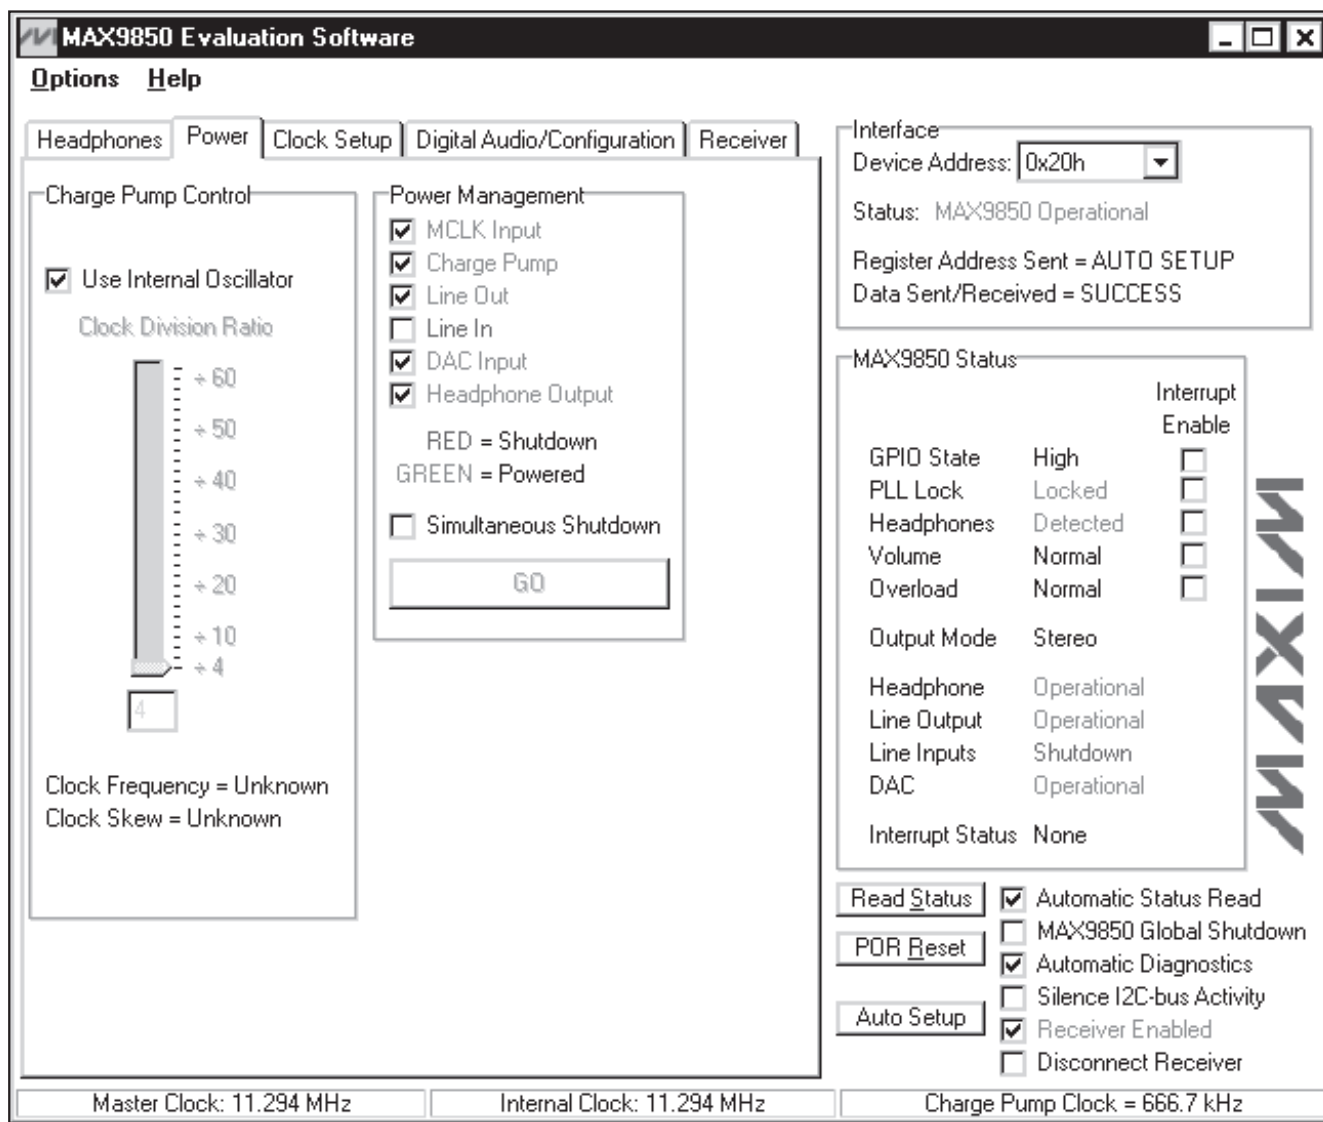 MAX9850 Evaluation Software
Options Help
Headphones Power Clock Setup Digital Audio/Configuration Receiver
Charge Pump Control
Use Internal Oscillator
Clock Division Ratio
÷ 60
÷ 50
÷ 40
÷ 30
÷ 20
÷ 10
÷ 4
4
Clock Frequency = Unknown
Clock Skew = Unknown
Power Management
MCLK Input
Charge Pump
Line Out
Line In
DAC Input
Headphone Output
RED = Shutdown
GREEN = Powered
Simultaneous Shutdown
GO
Interface
Device Address: 0x20h
Status: MAX9850 Operational
Register Address Sent = AUTO SETUP
Data Sent/Received = SUCCESS
MAX9850 Status
Interrupt
Enable
GPIO State High
PLL Lock Locked
Headphones Detected
Volume Normal
Overload Normal
Output Mode Stereo
Headphone Operational
Line Output Operational
Line Inputs Shutdown
DAC Operational
Interrupt Status None
MAXIM
Read Status
POR Reset
Auto Setup
Automatic Status Read
MAX9850 Global Shutdown
Automatic Diagnostics
Silence I2C-bus Activity
Receiver Enabled
Disconnect Receiver
Master Clock: 11.294 MHz Internal Clock: 11.294 MHz Charge Pump Clock = 666.7 kHz